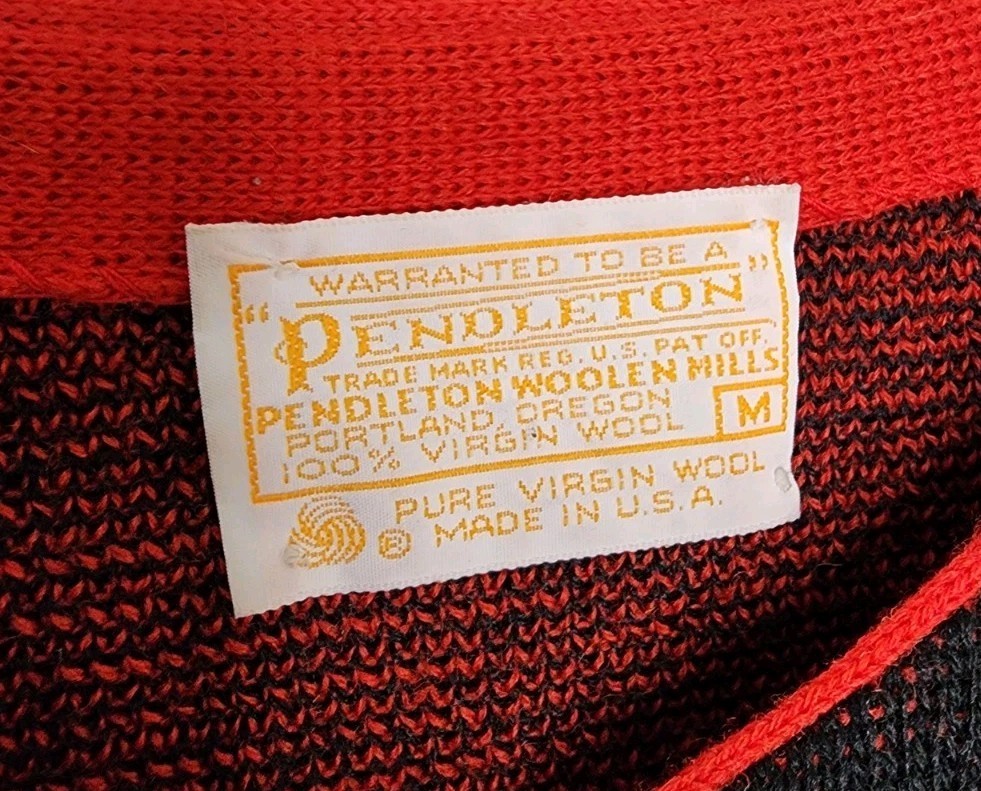 WARRANTED TO BE A
"PENDLETON"
TRADE MARK REG. U.S. PAT OFF.
PENDLETON WOOLEN MILLS
PORTLAND, OREGON
100% VIRGIN WOOL
M
PURE VIRGIN WOOL
® MADE IN U.S.A.